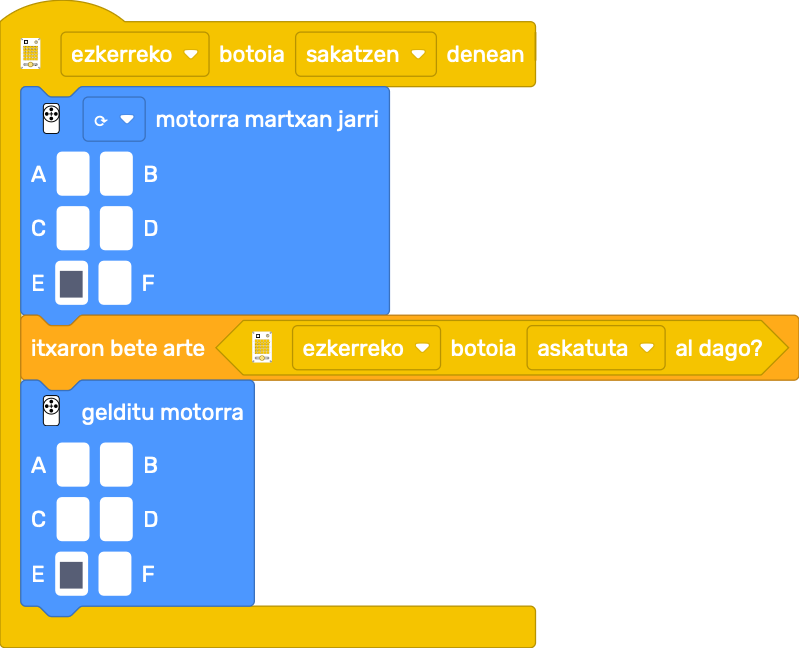 ezkerreko botoia sakatzen denean
motorra martxan jarri
A B
C D
E F
itxaron bete arte ezkerreko botoia askatuta al dago?
gelditu motorra
A B
C D
E F